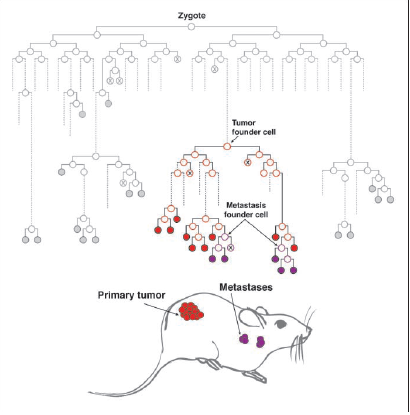 Zygote
Tumor
founder cell
Metastasis
founder cell
Primary tumor
Metastases